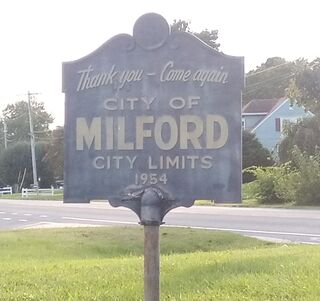 Thank you - Come again
CITY OF
MILFORD
CITY LIMITS
1954